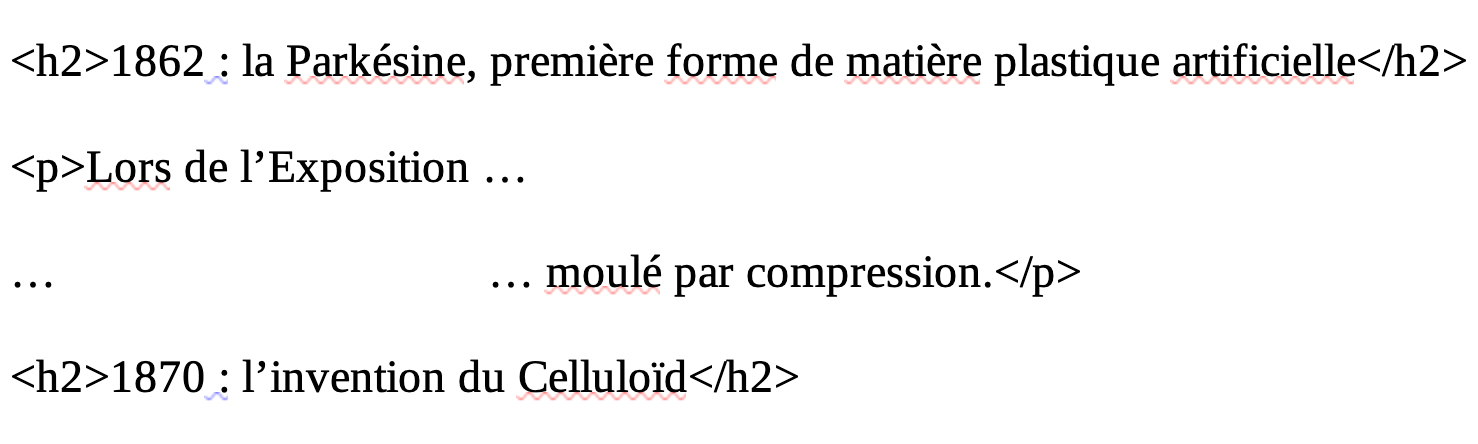 <h2>1862 : la Parkésine, première forme de matière plastique artificielle</h2>
<p>Lors de l’Exposition …
… … moulé par compression.</p>
<h2>1870 : l’invention du Celluloïd</h2>